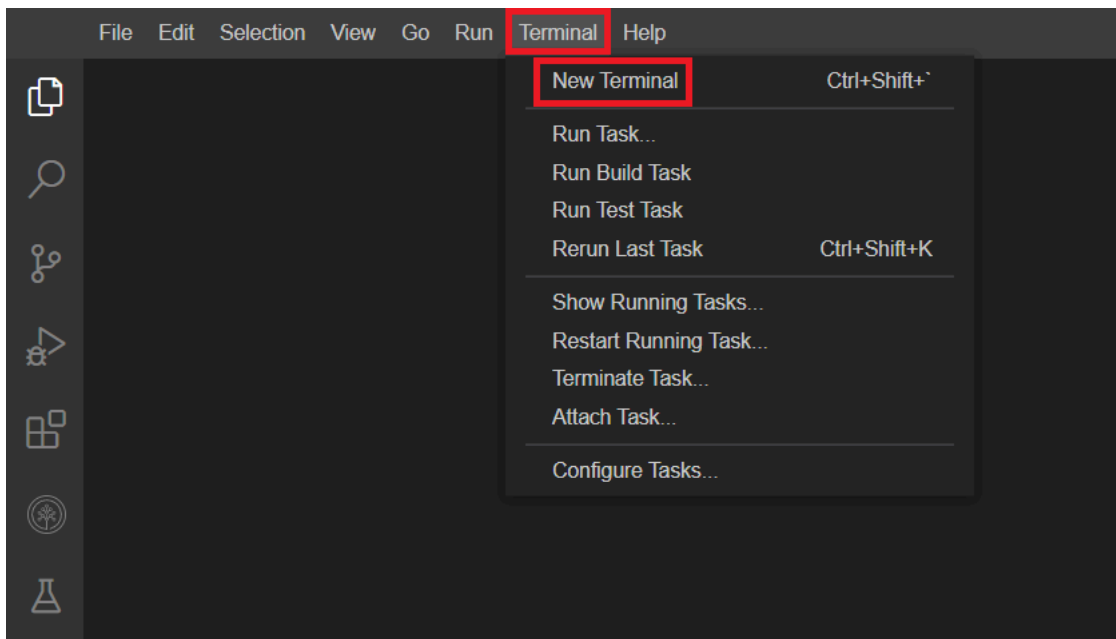 File Edit Selection View Go Run Terminal Help
New Terminal Ctrl+Shift+`
Run Task...
Run Build Task
Run Test Task
Rerun Last Task Ctrl+Shift+K
Show Running Tasks...
Restart Running Task...
Terminate Task...
Attach Task...
Configure Tasks...